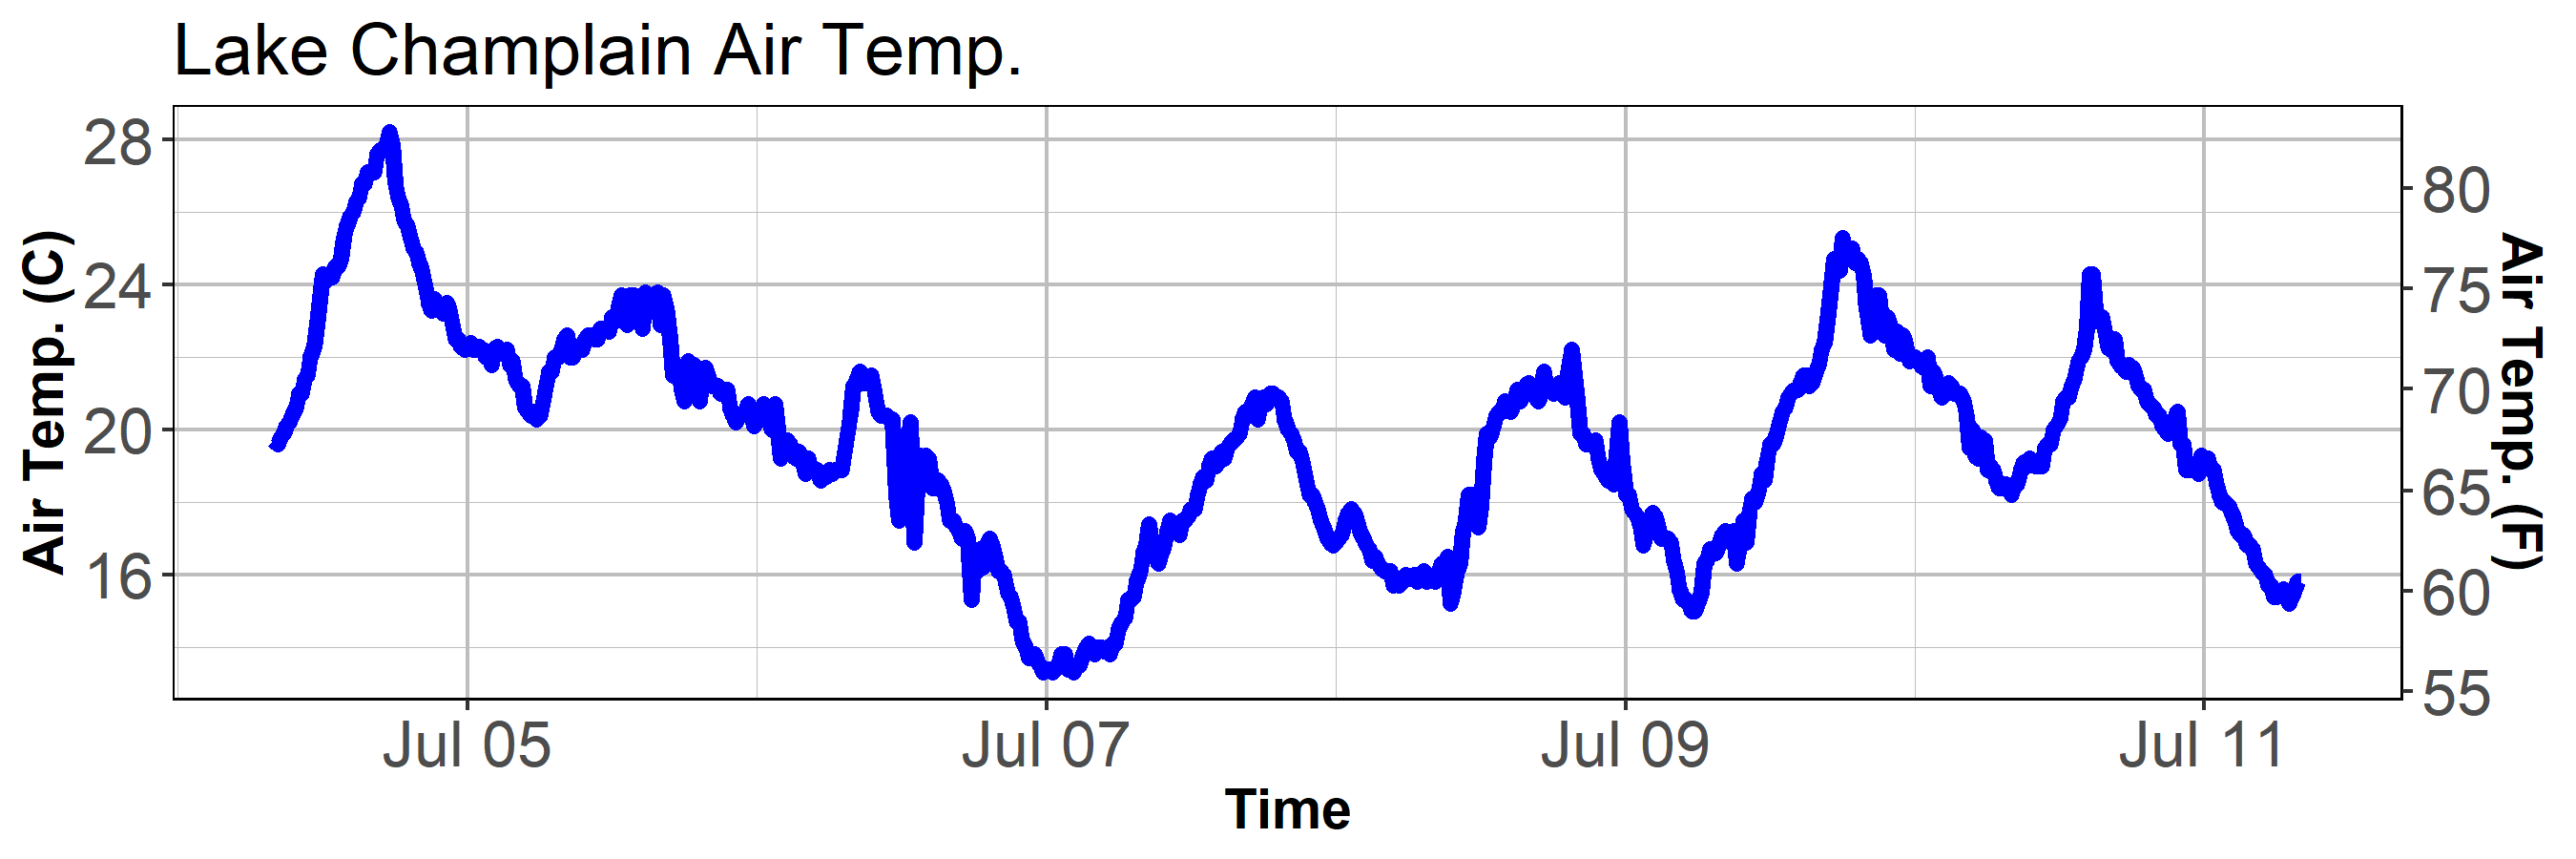 Lake Champlain Air Temp.
Air Temp. (C)
28
24
20
16
80
75
70
65
60
55
Air Temp. (F)
Jul 05 Jul 07 Jul 09 Jul 11
Time